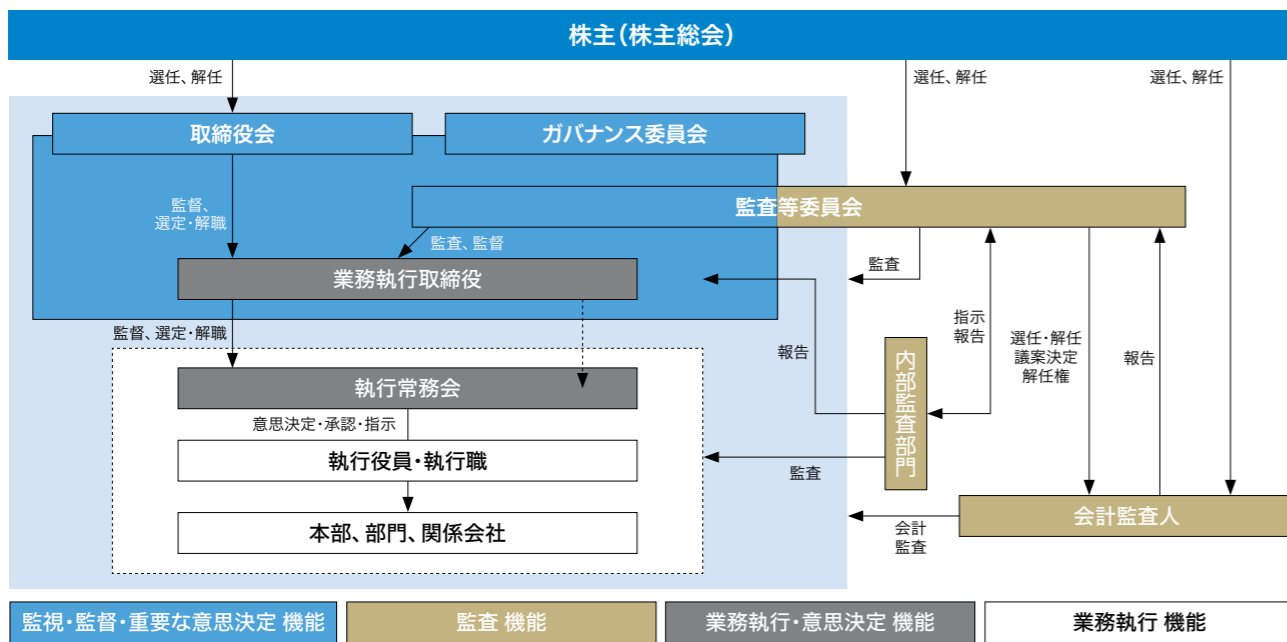 株主(株主総会)
選任、解任
選任、解任
選任、解任
取締役会
ガバナンス委員会
監督、
選定・解職
監査等委員会
監査、監督
監査
業務執行取締役
監督、選定・解職
報告
指示
報告
選任・解任
議案決定
解任権
報告
内部監査部門
執行常務会
意思決定・承認・指示
執行役員・執行職
監査
本部、部門、関係会社
会計
監査
会計監査人
監視・監督・重要な意思決定 機能
監査 機能
業務執行・意思決定 機能
業務執行 機能